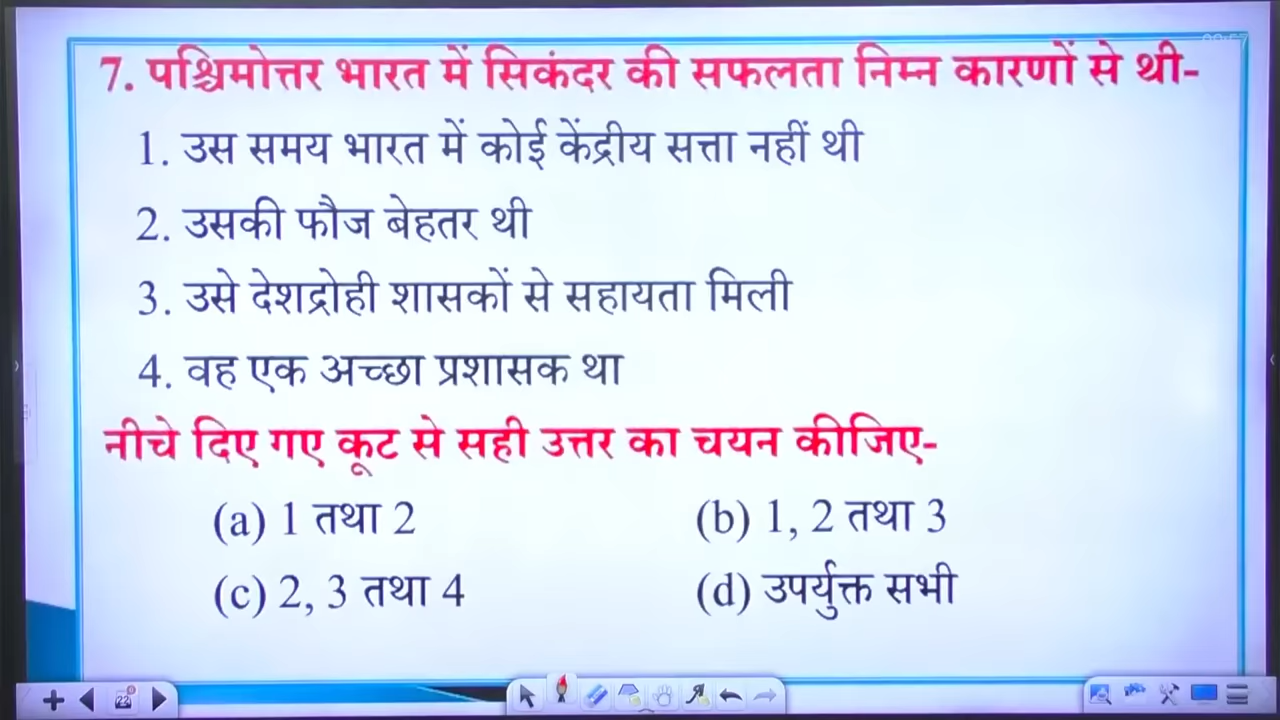 7. पश्चिमोत्तर भारत में सिकंदर की सफलता निम्न कारणों से थी-
1. उस समय भारत में कोई केंद्रीय सत्ता नहीं थी
2. उसकी फौज बेहतर थी
3. उसे देशद्रोही शासकों से सहायता मिली
4. वह एक अच्छा प्रशासक था
नीचे दिए गए कूट से सही उत्तर का चयन कीजिए-
(a) 1 तथा 2 (b) 1, 2 तथा 3
(c) 2, 3 तथा 4 (d) उपर्युक्त सभी